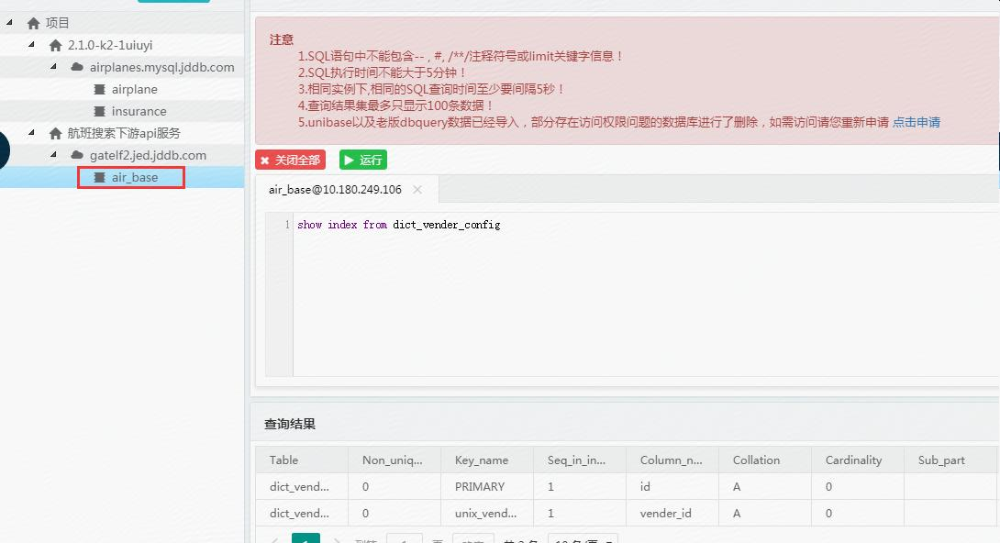 项目
2.1.0-k2-1uiuyi
airplanes.mysql.jddb.com
airplane
insurance
航班搜索下游api服务
gatelf2.jed.jddb.com
air_base
注意
1.SQL语句中不能包含-- , #, /**/注释符号或limit关键字信息！
2.SQL执行时间不能大于5分钟！
3.相同实例下,相同的SQL查询时间至少要间隔5秒！
4.查询结果集最多只显示100条数据！
5.unibase以及老版dbquery数据已经导入，部分存在访问权限问题的数据库进行了删除，如需访问请您重新申请 点击申请
关闭全部 运行
air_base@10.180.249.106
1 show index from dict_vender_config
查询结果
Table Non_uniq... Key_name Seq_in_in... Column_n... Collation Cardinality Sub_part
dict_vend... 0 PRIMARY 1 id A 0
dict_vend... 0 unix_vend... 1 vender_id A 0